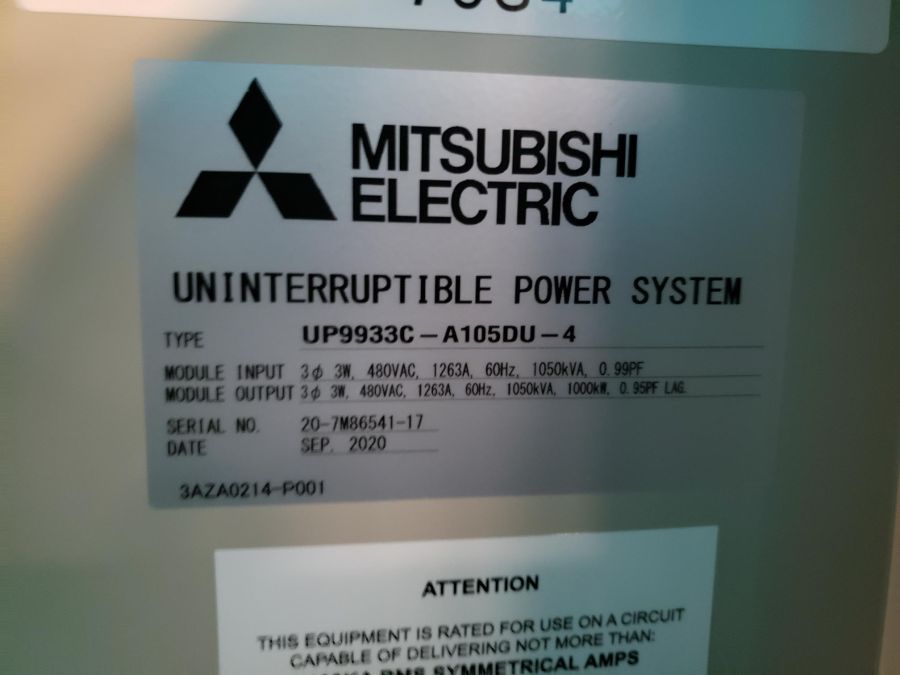 MITSUBISHI
ELECTRIC
UNINTERRUPTIBLE POWER SYSTEM
TYPE UP9933C-A105DU-4
MODULE INPUT 3φ 3W, 480VAC, 1263A, 60Hz, 1050kVA, 0.99PF
MODULE OUTPUT 3φ 3W, 480VAC, 1263A, 60Hz, 1050kVA, 1000kW, 0.95PF LAG.
SERIAL NO. 20-7M86541-17
DATE SEP. 2020
3AZA0214-P001
ATTENTION
THIS EQUIPMENT IS RATED FOR USE ON A CIRCUIT
CAPABLE OF DELIVERING NOT MORE THAN:
RMS SYMMETRICAL AMPS